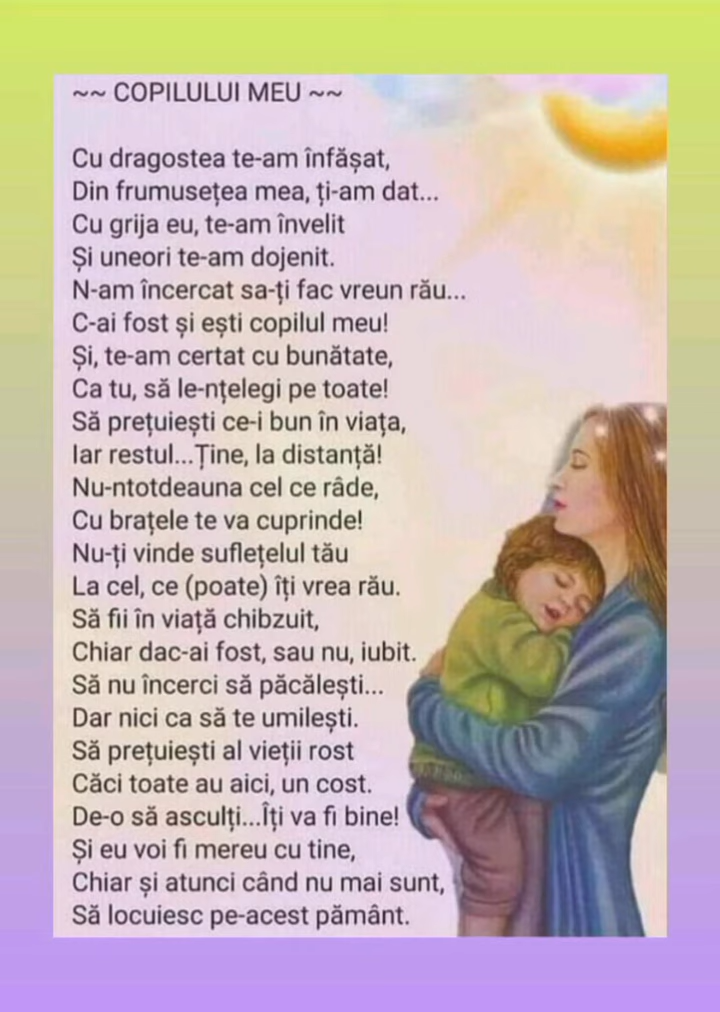 ~~ COPILULUI MEU ~~
Cu dragostea te-am înfășat,
Din frumusețea mea, ți-am dat...
Cu grija eu, te-am învelit
Și uneori te-am dojenit.
N-am încercat sa-ți fac vreun rău...
C-ai fost și ești copilul meu!
Și, te-am certat cu bunătate,
Ca tu, să le-nțelegi pe toate!
Să prețuiești ce-i bun în viața,
Iar restul...Ține, la distanță!
Nu-ntotdeauna cel ce râde,
Cu brațele te va cuprinde!
Nu-ți vinde suflețelul tău
La cel, ce (poate) îți vrea rău.
Să fii în viață chibzuit,
Chiar dac-ai fost, sau nu, iubit.
Să nu încerci să păcălești...
Dar nici ca să te umilești.
Să prețuiești al vieții rost
Căci toate au aici, un cost.
De-o să asculți...Îți va fi bine!
Și eu voi fi mereu cu tine,
Chiar și atunci când nu mai sunt,
Să locuiesc pe-acest pământ.